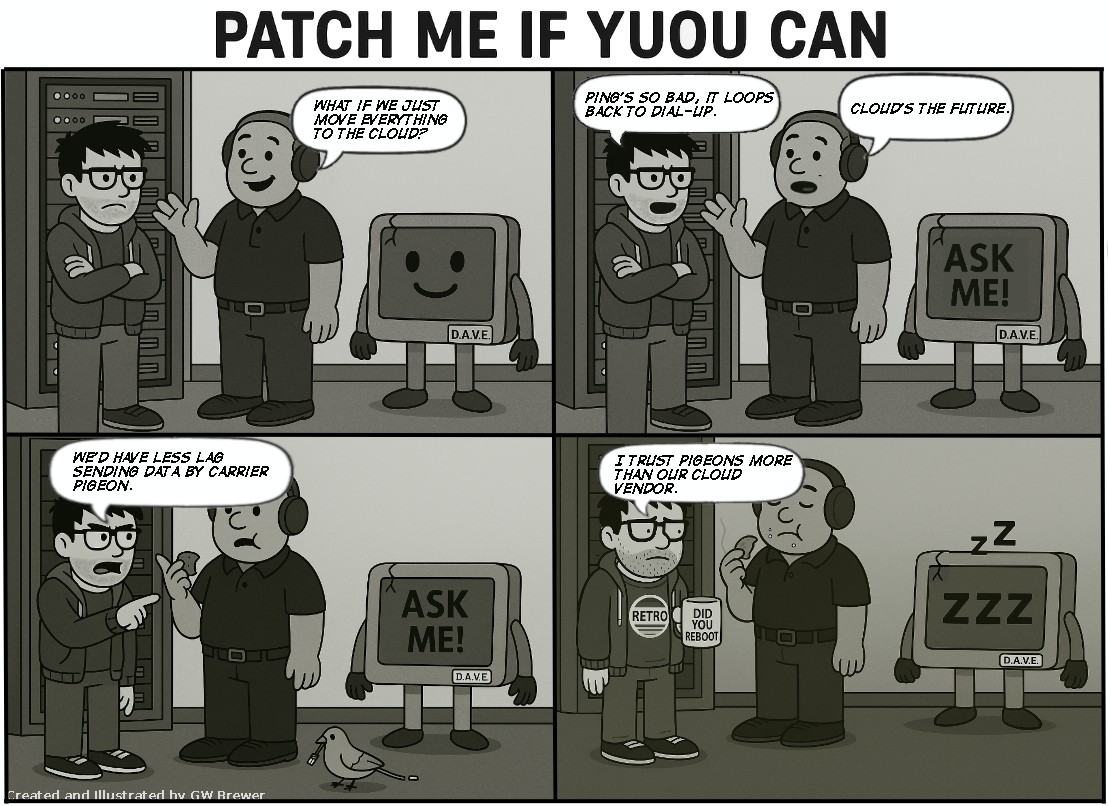 PATCH ME IF YUOU CAN
WHAT IF WE JUST
MOVE EVERYTHING
TO THE CLOUD?
D.A.V.E.
PING'S SO BAD, IT LOOPS
BACK TO DIAL-UP.
CLOUD'S THE FUTURE.
ASK
ME!
D.A.V.E.
WE'D HAVE LESS LAG
SENDING DATA BY CARRIER
PIGEON.
ASK
ME!
D.A.V.E.
I TRUST PIGEONS MORE
THAN OUR CLOUD
VENDOR.
RETRO
DID
YOU
REBOOT
Z Z
ZZZ
D.A.V.E.
Created and Illustrated by GW Brewer